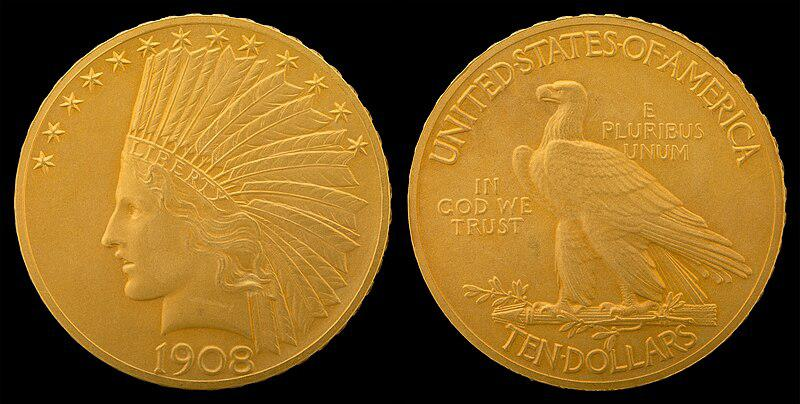 LIBERTY
1908
UNITED·STATES·OF·AMERICA
E
PLURIBUS
UNUM
IN
GOD WE
TRUST
TEN·DOLLARS